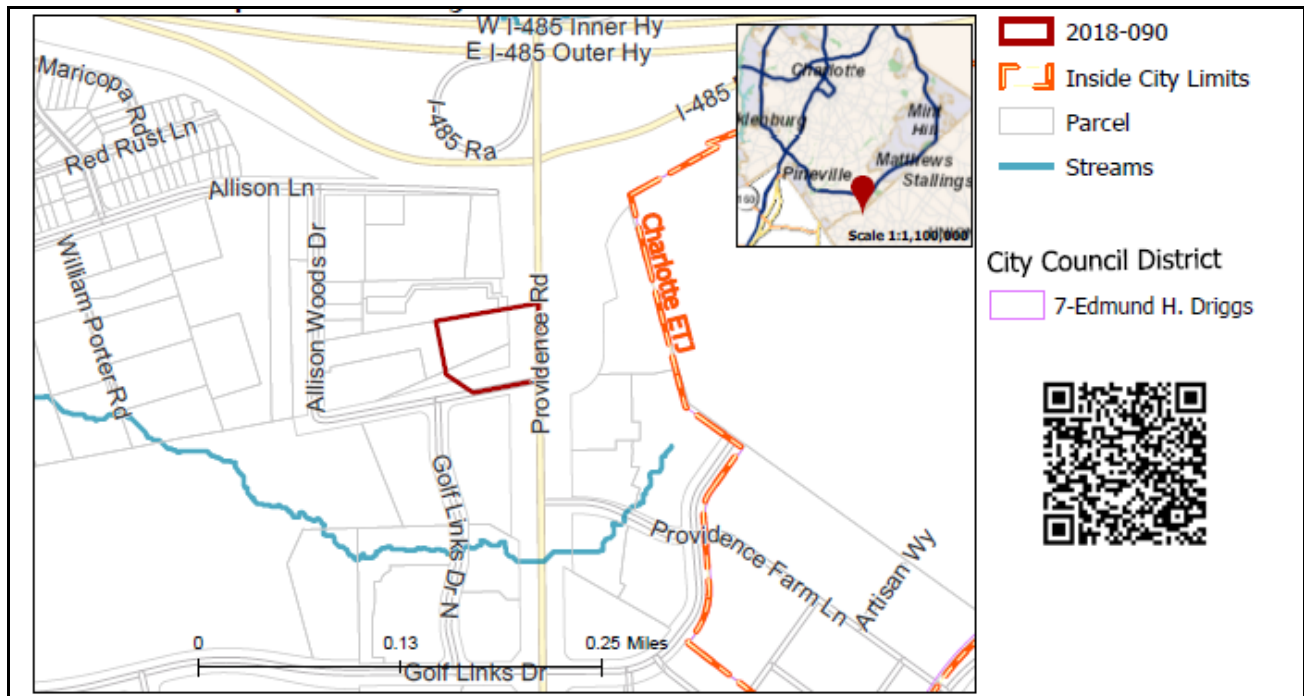 W I-485 Inner Hy
E I-485 Outer Hy
I-485 Ra
I-485
Maricopa Rd
Red Rust Ln
Allison Ln
William Porter Rd
Allison Woods Dr
Providence Rd
Charlotte ETJ
Golf Links Dr N
Providence Farm Ln
Artisan Wy
0 0.13 0.25 Miles
Golf Links Dr
Charlotte
klenburg
Mint
Hill
Matthews
Pineville
Stallings
Scale 1:1,100,000
2018-090
Inside City Limits
Parcel
Streams
City Council District
7-Edmund H. Driggs